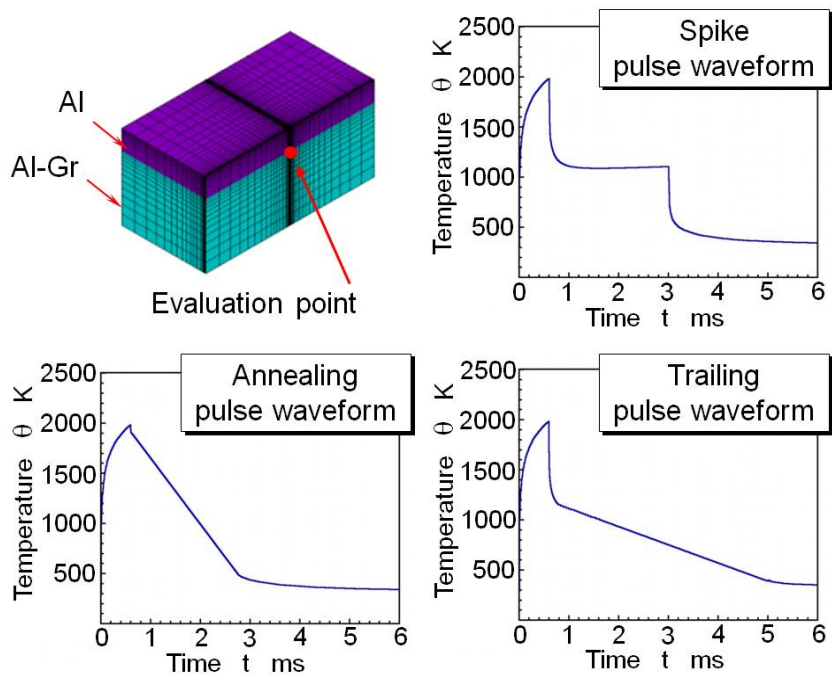 Al
Al-Gr
Evaluation point
Spike
pulse waveform
Temperature θ K
2500
2000
1500
1000
500
0 1 2 3 4 5 6
Time t ms
Annealing
pulse waveform
Temperature θ K
2500
2000
1500
1000
500
0 1 2 3 4 5 6
Time t ms
Trailing
pulse waveform
Temperature θ K
2500
2000
1500
1000
500
0 1 2 3 4 5 6
Time t ms